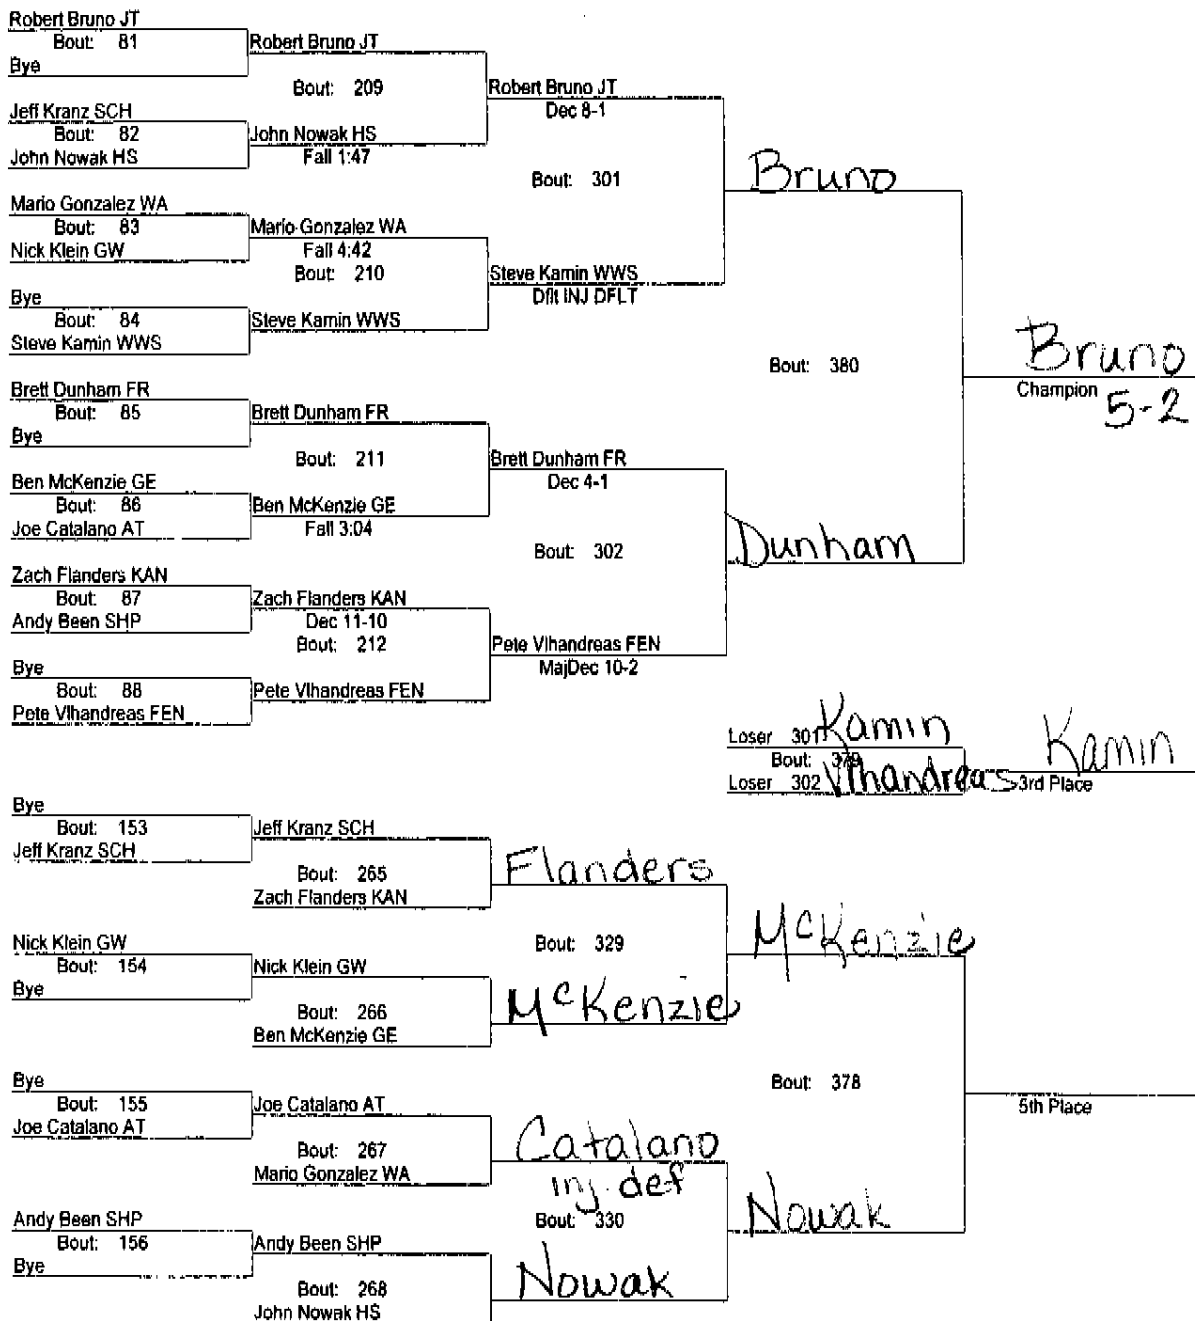 Robert Bruno JT
Bout: 81
Bye
Robert Bruno JT
Bout: 209
Jeff Kranz SCH
Bout: 82
John Nowak HS
John Nowak HS
Fall 1:47
Robert Bruno JT
Dec 8-1
Bout: 301
Mario Gonzalez WA
Bout: 83
Nick Klein GW
Mario Gonzalez WA
Fall 4:42
Bout: 210
Bye
Bout: 84
Steve Kamin WWS
Steve Kamin WWS
Steve Kamin WWS
Dflt INJ DFLT
Bruno
Bout: 380
Brett Dunham FR
Bout: 85
Bye
Brett Dunham FR
Bout: 211
Ben McKenzie GE
Bout: 86
Joe Catalano AT
Ben McKenzie GE
Fall 3:04
Brett Dunham FR
Dec 4-1
Bout: 302
Zach Flanders KAN
Bout: 87
Andy Been SHP
Zach Flanders KAN
Dec 11-10
Bout: 212
Bye
Bout: 88
Pete Vlhandreas FEN
Pete Vlhandreas FEN
Pete Vlhandreas FEN
MajDec 10-2
Dunham
Bruno
Champion
5-2
Loser 301 Kamin
Bout: 379
Loser 302 Vlhandreas
Kamin
3rd Place
Bye
Bout: 153
Jeff Kranz SCH
Jeff Kranz SCH
Bout: 265
Zach Flanders KAN
Flanders
Bout: 329
Nick Klein GW
Bout: 154
Bye
Nick Klein GW
Bout: 266
Ben McKenzie GE
McKenzie
McKenzie
Bout: 378
Bye
Bout: 155
Joe Catalano AT
Joe Catalano AT
Bout: 267
Mario Gonzalez WA
Catalano
inj. def
Bout: 330
Andy Been SHP
Bout: 156
Bye
Andy Been SHP
Bout: 268
John Nowak HS
Nowak
Nowak
5th Place